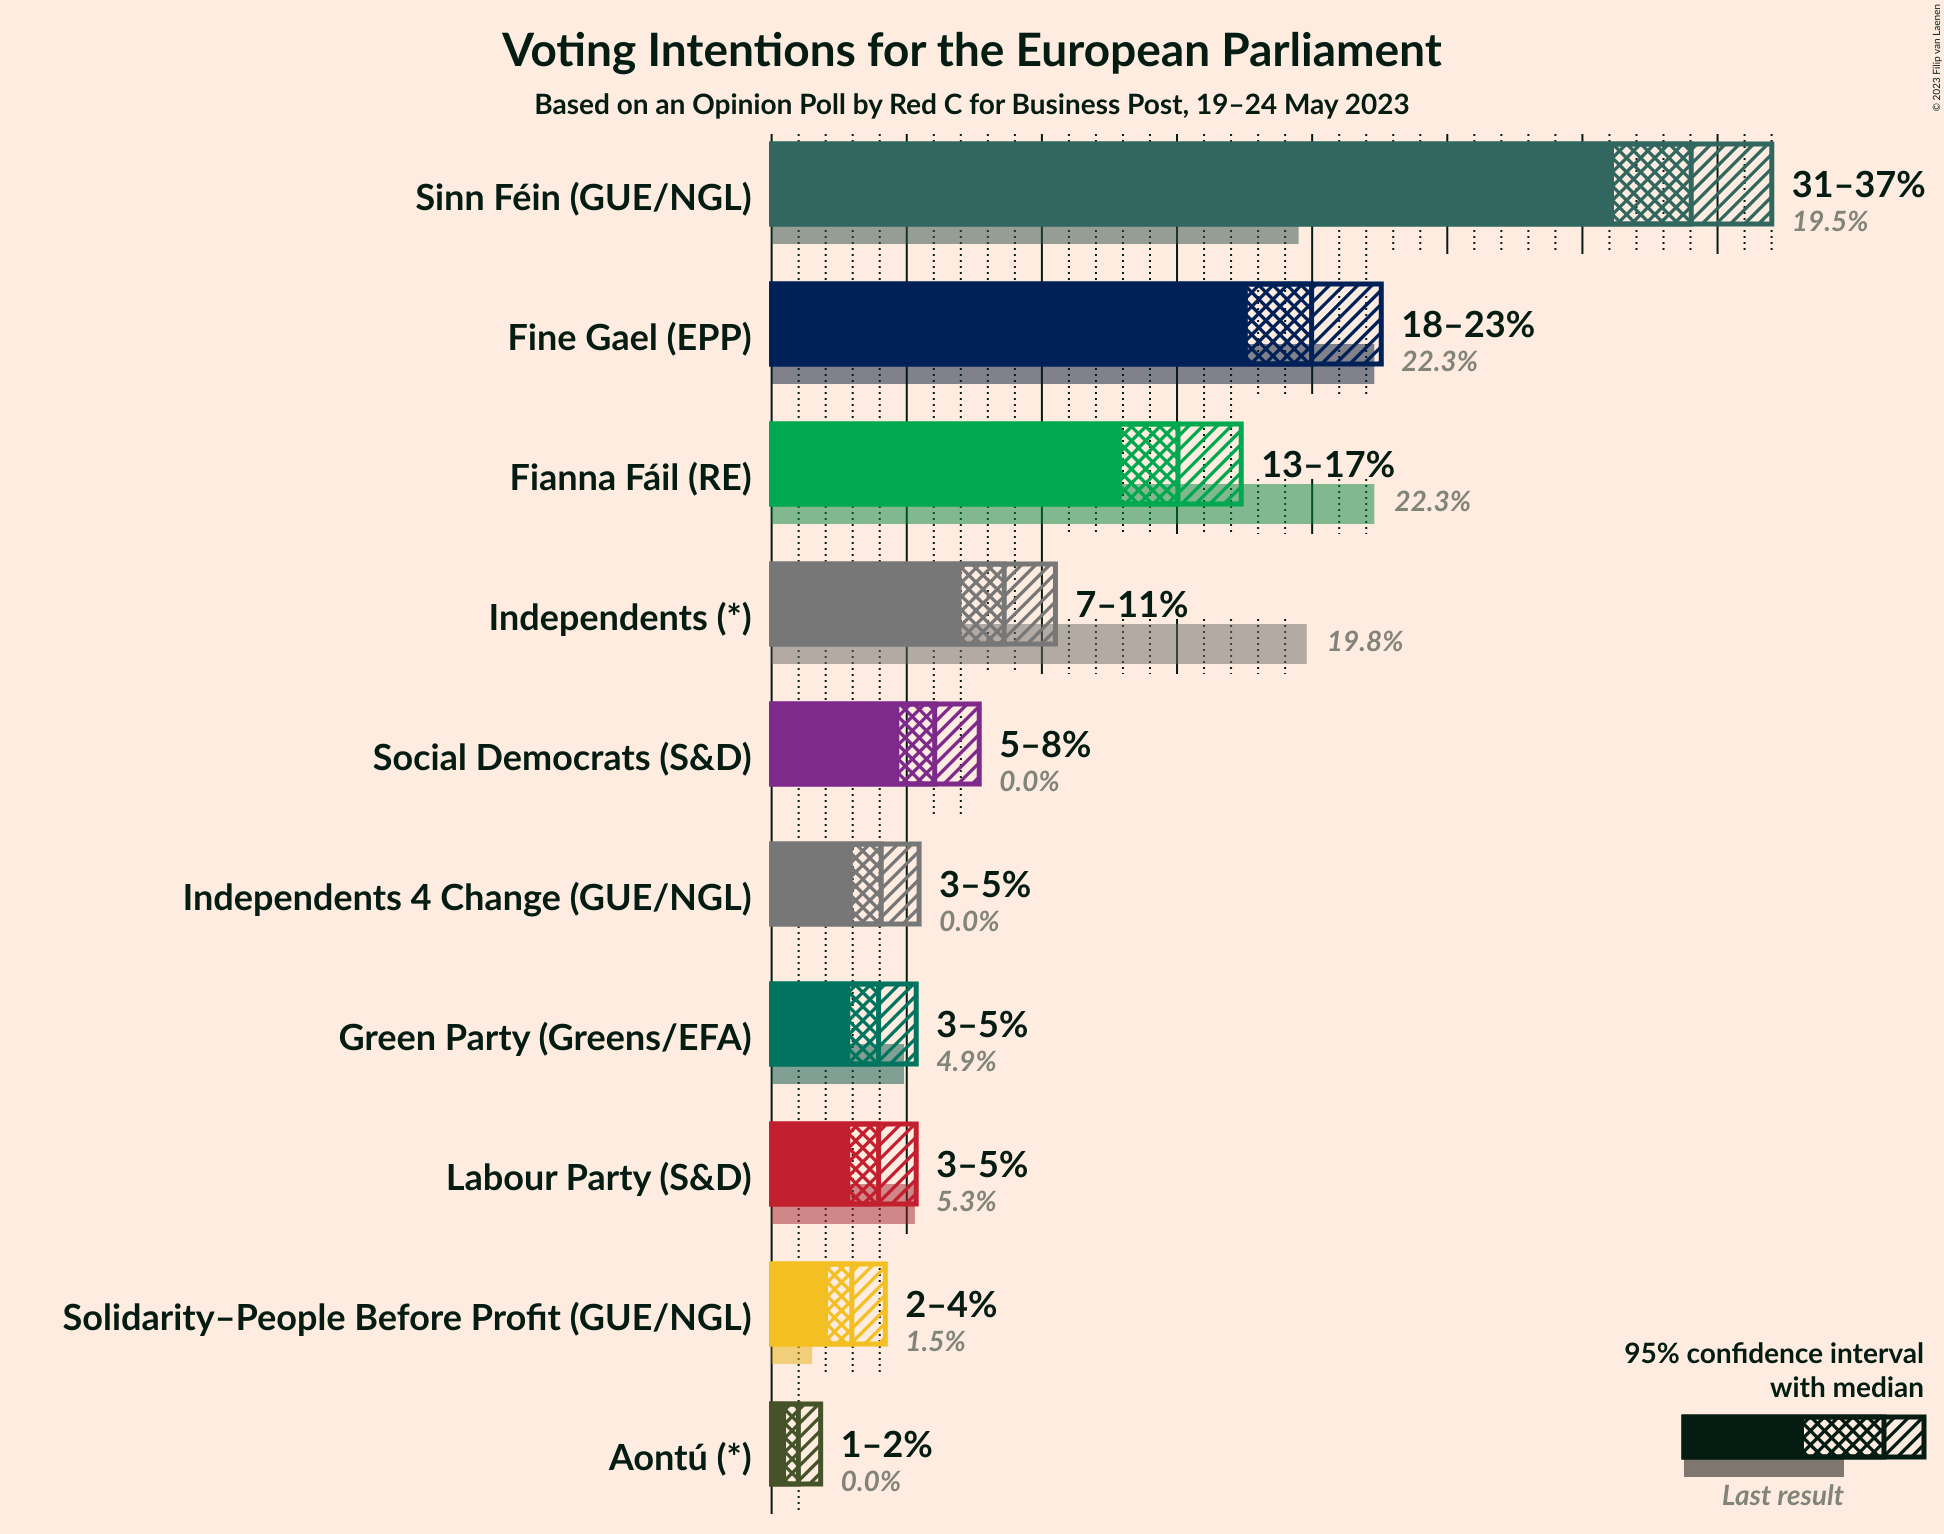 Voting Intentions for the European Parliament
Based on an Opinion Poll by Red C for Business Post, 19–24 May 2023
© 2023 Filip van Laenen
Sinn Féin (GUE/NGL)
31–37%
19.5%
Fine Gael (EPP)
18–23%
22.3%
Fianna Fáil (RE)
13–17%
22.3%
Independents (*)
7–11%
19.8%
Social Democrats (S&D)
5–8%
0.0%
Independents 4 Change (GUE/NGL)
3–5%
0.0%
Green Party (Greens/EFA)
3–5%
4.9%
Labour Party (S&D)
3–5%
5.3%
Solidarity–People Before Profit (GUE/NGL)
2–4%
1.5%
Aontú (*)
1–2%
0.0%
95% confidence interval
with median
Last result